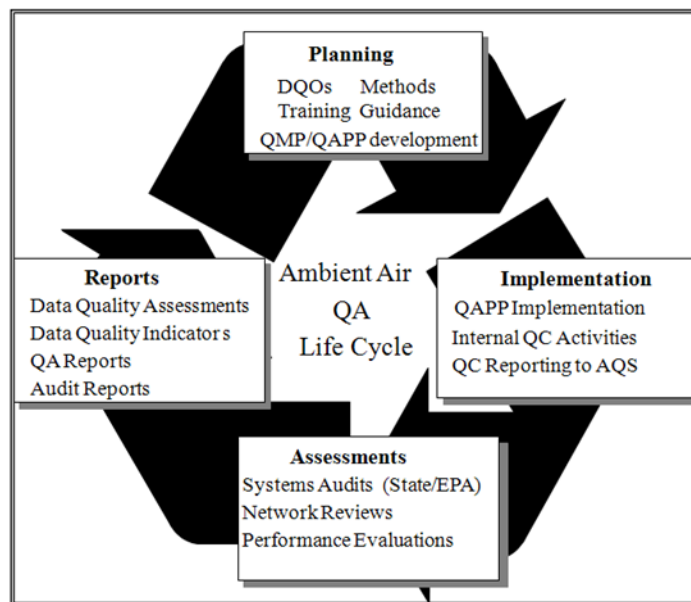 Planning
DQOs Methods
Training Guidance
QMP/QAPP development
Ambient Air
QA
Life Cycle
Reports
Data Quality Assessments
Data Quality Indicators
QA Reports
Audit Reports
Implementation
QAPP Implementation
Internal QC Activities
QC Reporting to AQS
Assessments
Systems Audits (State/EPA)
Network Reviews
Performance Evaluations